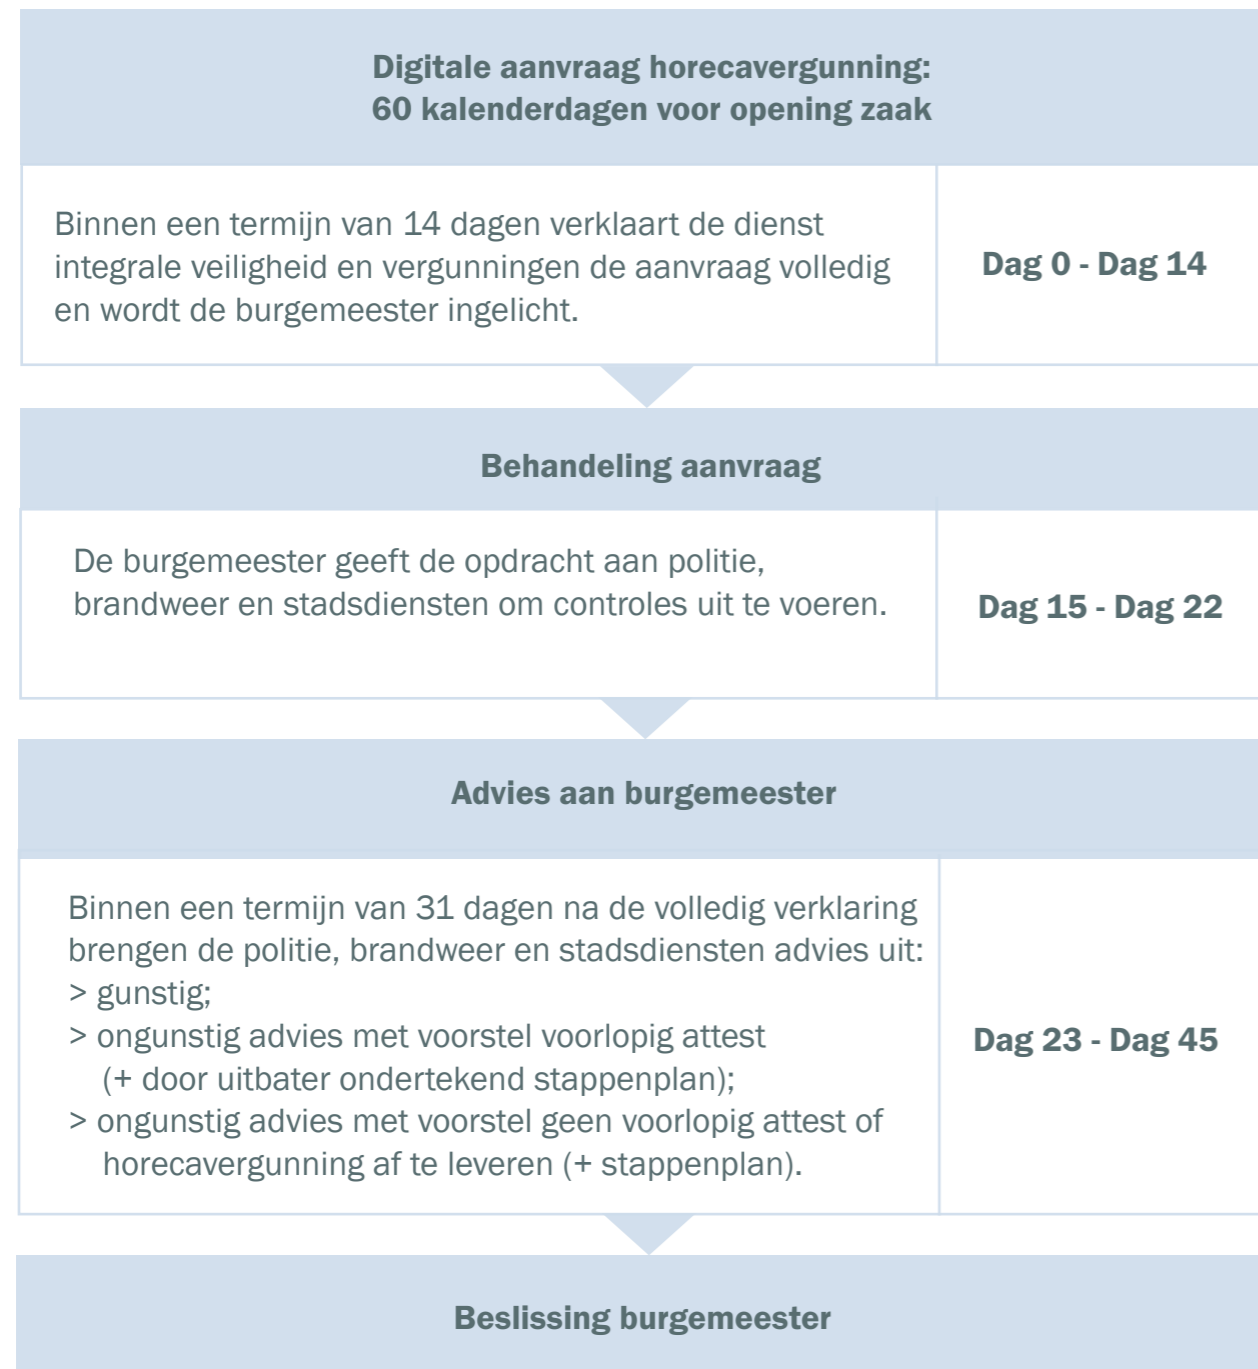 Digitale aanvraag horecavergunning:
60 kalenderdagen voor opening zaak
Binnen een termijn van 14 dagen verklaart de dienst
integrale veiligheid en vergunningen de aanvraag volledig
en wordt de burgemeester ingelicht.
Dag 0 - Dag 14
Behandeling aanvraag
De burgemeester geeft de opdracht aan politie,
brandweer en stadsdiensten om controles uit te voeren.
Dag 15 - Dag 22
Advies aan burgemeester
Binnen een termijn van 31 dagen na de volledig verklaring
brengen de politie, brandweer en stadsdiensten advies uit:
> gunstig;
> ongunstig advies met voorstel voorlopig attest
(+ door uitbater ondertekend stappenplan);
> ongunstig advies met voorstel geen voorlopig attest of
horecavergunning af te leveren (+ stappenplan).
Dag 23 - Dag 45
Beslissing burgemeester